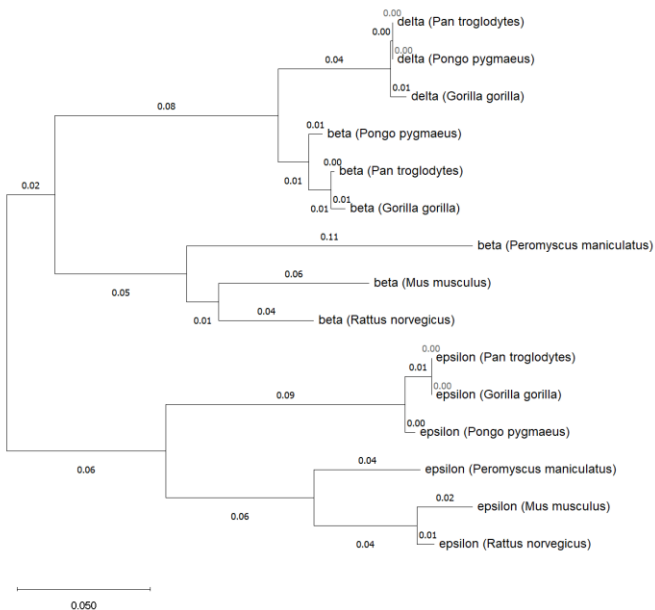 0.00
delta (Pan troglodytes)
0.00
0.00
delta (Pongo pygmaeus)
0.04
0.01
delta (Gorilla gorilla)
0.08
0.01
beta (Pongo pygmaeus)
0.00
beta (Pan troglodytes)
0.01
0.02
0.01
0.01
beta (Gorilla gorilla)
0.11
beta (Peromyscus maniculatus)
0.06
beta (Mus musculus)
0.05
0.04
0.01
beta (Rattus norvegicus)
0.00
epsilon (Pan troglodytes)
0.01
0.00
epsilon (Gorilla gorilla)
0.09
0.00
epsilon (Pongo pygmaeus)
0.06
0.04
epsilon (Peromyscus maniculatus)
0.02
epsilon (Mus musculus)
0.06
0.01
0.04
epsilon (Rattus norvegicus)
0.050